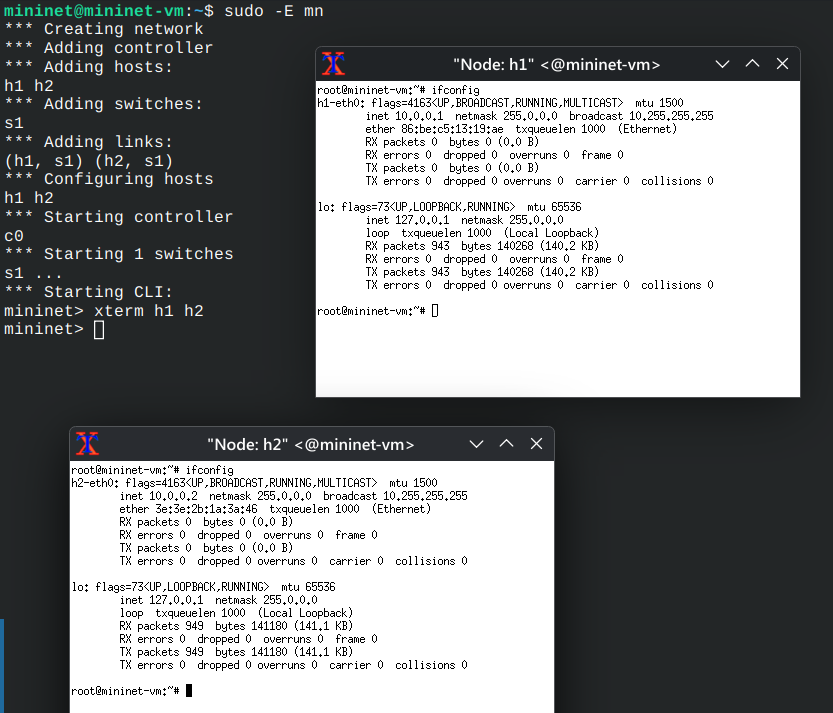 mininet@mininet-vm:~$ sudo -E mn
*** Creating network
*** Adding controller
*** Adding hosts:
h1 h2
*** Adding switches:
s1
*** Adding links:
(h1, s1) (h2, s1)
*** Configuring hosts
h1 h2
*** Starting controller
c0
*** Starting 1 switches
s1 ...
*** Starting CLI:
mininet> xterm h1 h2
mininet>
"Node: h1" <@mininet-vm>
root@mininet-vm:~# ifconfig
h1-eth0: flags=4163<UP,BROADCAST,RUNNING,MULTICAST>  mtu 1500
        inet 10.0.0.1  netmask 255.0.0.0  broadcast 10.255.255.255
        ether 86:be:c5:13:19:ae  txqueuelen 1000  (Ethernet)
        RX packets 0  bytes 0 (0.0 B)
        RX errors 0  dropped 0  overruns 0  frame 0
        TX packets 0  bytes 0 (0.0 B)
        TX errors 0  dropped 0 overruns 0  carrier 0  collisions 0
lo: flags=73<UP,LOOPBACK,RUNNING>  mtu 65536
        inet 127.0.0.1  netmask 255.0.0.0
        loop  txqueuelen 1000  (Local Loopback)
        RX packets 943  bytes 140268 (140.2 KB)
        RX errors 0  dropped 0  overruns 0  frame 0
        TX packets 943  bytes 140268 (140.2 KB)
        TX errors 0  dropped 0 overruns 0  carrier 0  collisions 0
root@mininet-vm:~#
"Node: h2" <@mininet-vm>
root@mininet-vm:~# ifconfig
h2-eth0: flags=4163<UP,BROADCAST,RUNNING,MULTICAST>  mtu 1500
        inet 10.0.0.2  netmask 255.0.0.0  broadcast 10.255.255.255
        ether 3e:3e:2b:1a:3a:46  txqueuelen 1000  (Ethernet)
        RX packets 0  bytes 0 (0.0 B)
        RX errors 0  dropped 0  overruns 0  frame 0
        TX packets 0  bytes 0 (0.0 B)
        TX errors 0  dropped 0 overruns 0  carrier 0  collisions 0
lo: flags=73<UP,LOOPBACK,RUNNING>  mtu 65536
        inet 127.0.0.1  netmask 255.0.0.0
        loop  txqueuelen 1000  (Local Loopback)
        RX packets 949  bytes 141180 (141.1 KB)
        RX errors 0  dropped 0  overruns 0  frame 0
        TX packets 949  bytes 141180 (141.1 KB)
        TX errors 0  dropped 0 overruns 0  carrier 0  collisions 0
root@mininet-vm:~#